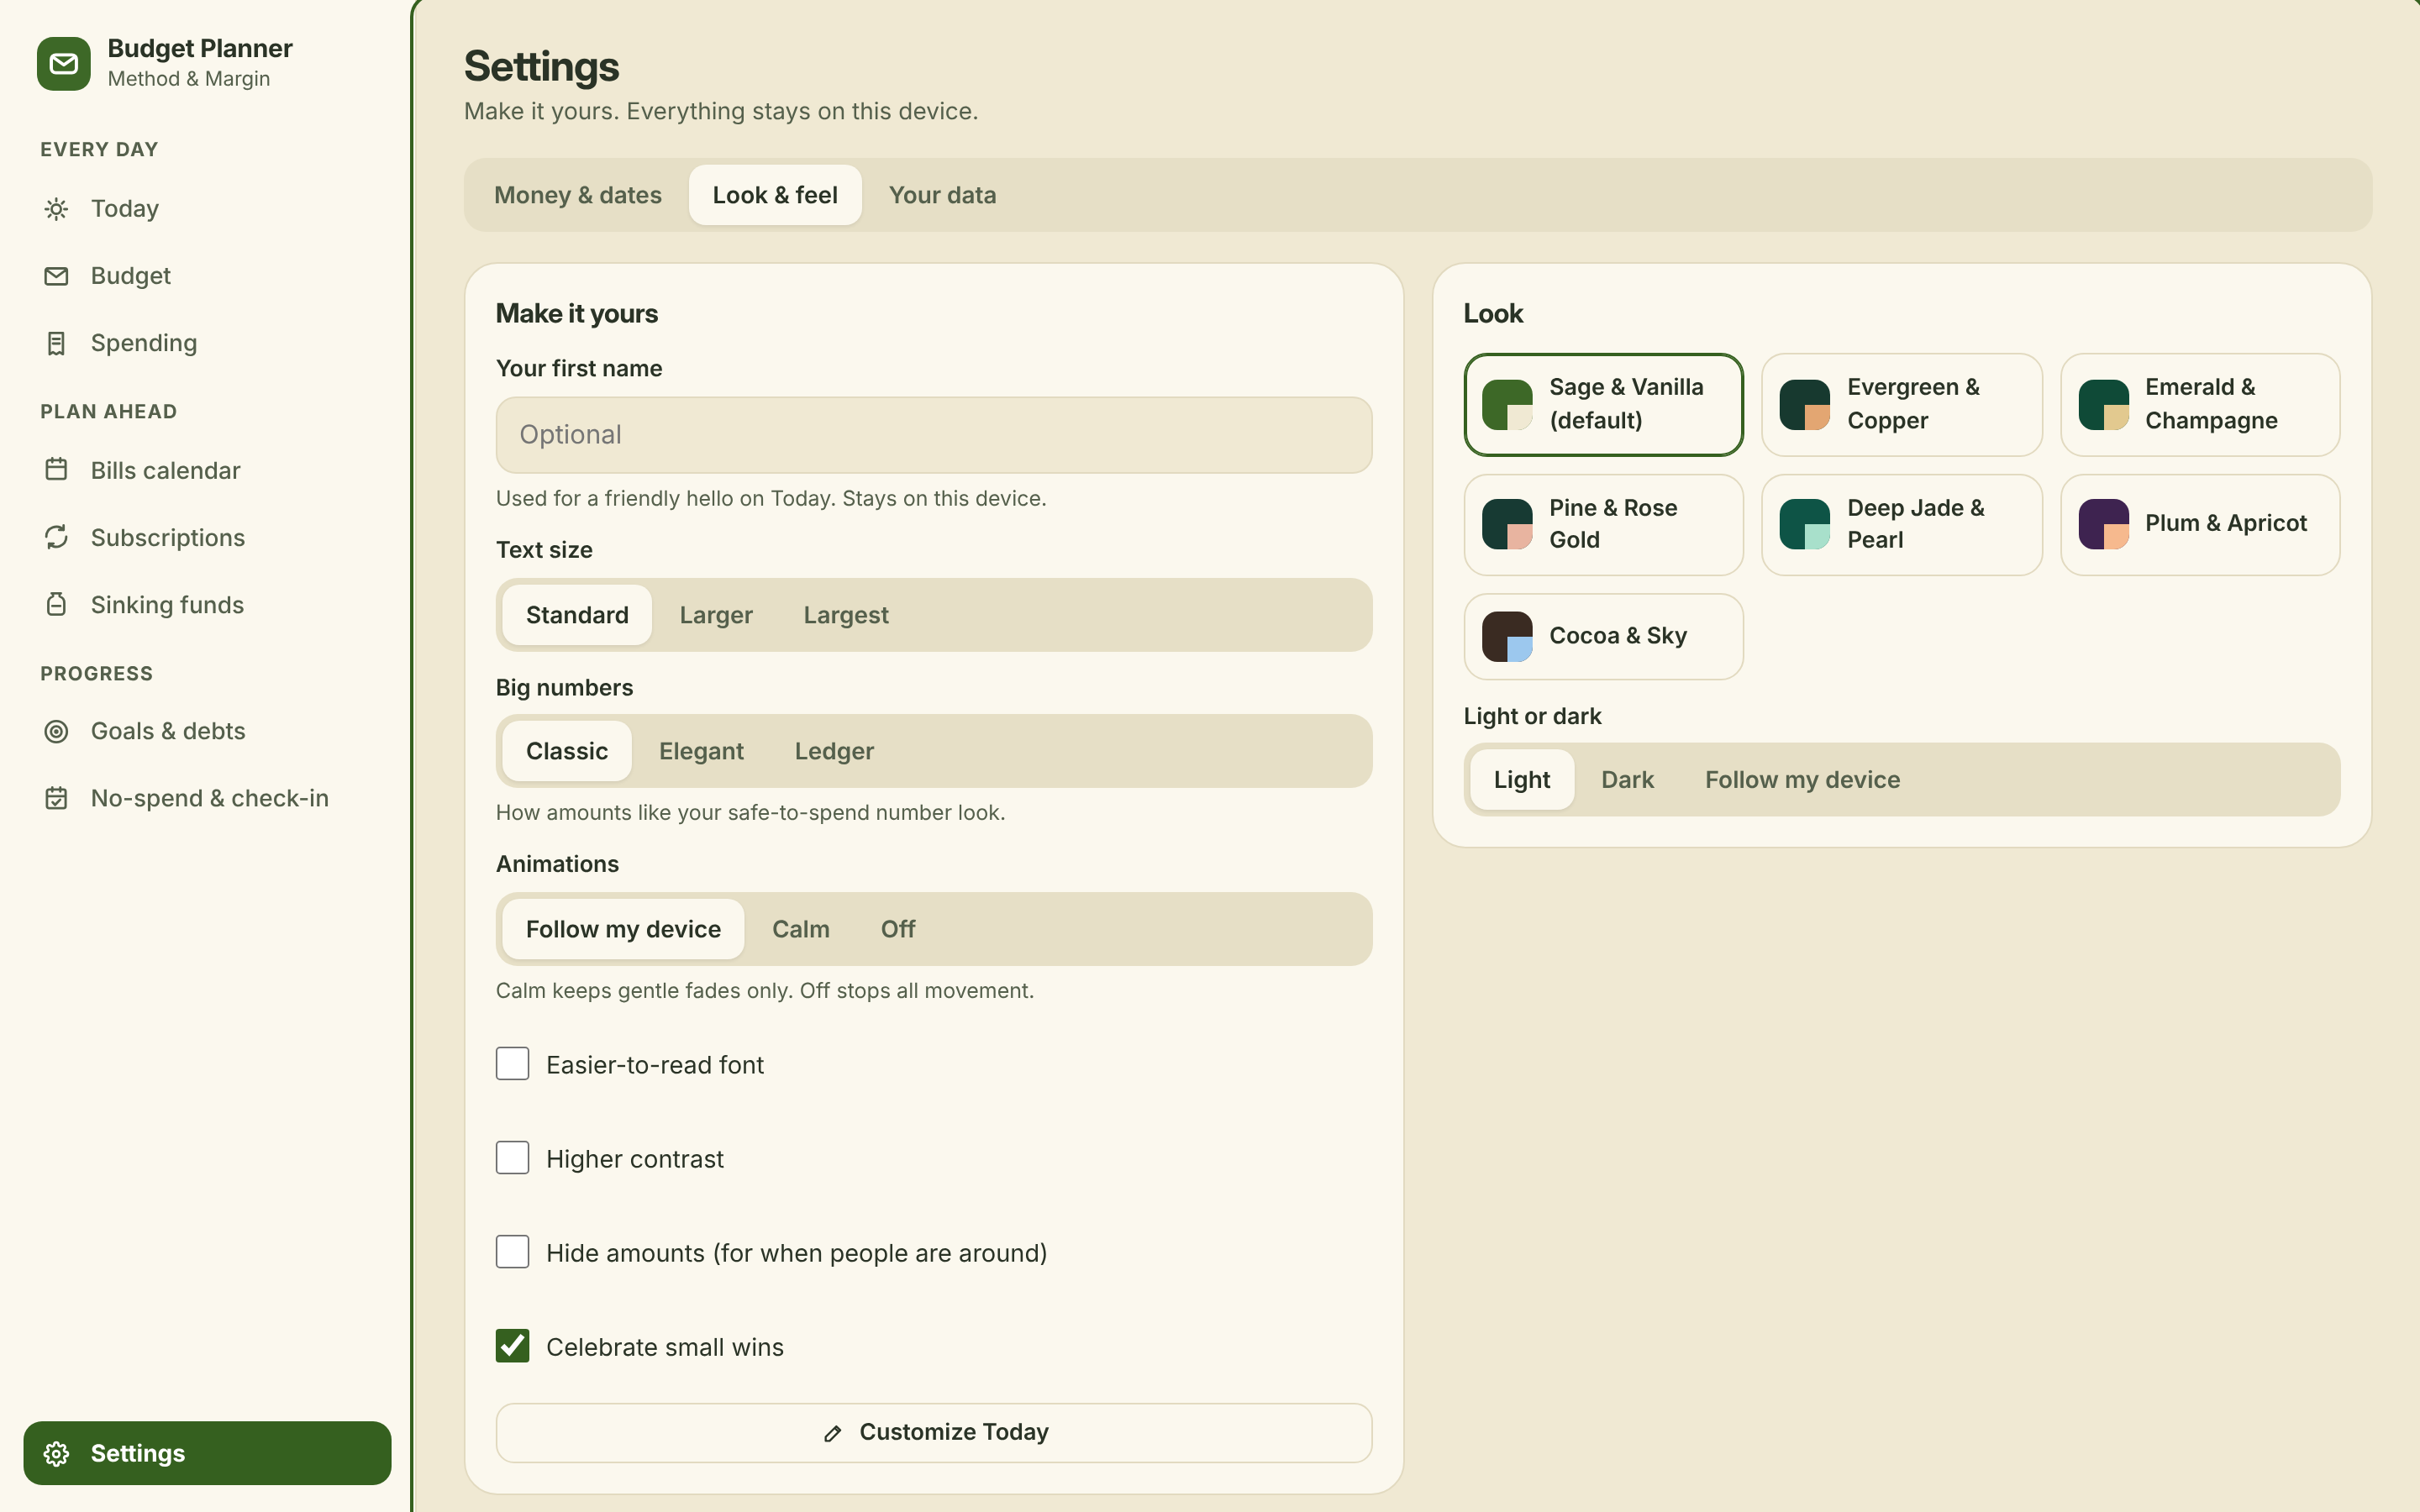 Budget Planner
Method & Margin
EVERY DAY
Today
Budget
Spending
PLAN AHEAD
Bills calendar
Subscriptions
Sinking funds
PROGRESS
Goals & debts
No-spend & check-in
Settings
Settings
Make it yours. Everything stays on this device.
Money & dates
Look & feel
Your data
Make it yours
Your first name
Optional
Used for a friendly hello on Today. Stays on this device.
Text size
Standard
Larger
Largest
Big numbers
Classic
Elegant
Ledger
How amounts like your safe-to-spend number look.
Animations
Follow my device
Calm
Off
Calm keeps gentle fades only. Off stops all movement.
Easier-to-read font
Higher contrast
Hide amounts (for when people are around)
Celebrate small wins
Customize Today
Look
Sage & Vanilla
(default)
Evergreen &
Copper
Emerald &
Champagne
Pine & Rose
Gold
Deep Jade &
Pearl
Plum & Apricot
Cocoa & Sky
Light or dark
Light
Dark
Follow my device